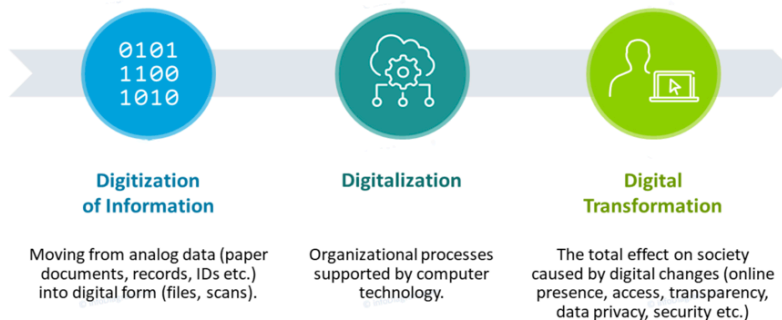 0101
1100
1010
Digitization
of Information
Moving from analog data (paper
documents, records, IDs etc.)
into digital form (files, scans).
Digitalization
Organizational processes
supported by computer
technology.
Digital
Transformation
The total effect on society
caused by digital changes (online
presence, access, transparency,
data privacy, security etc.)